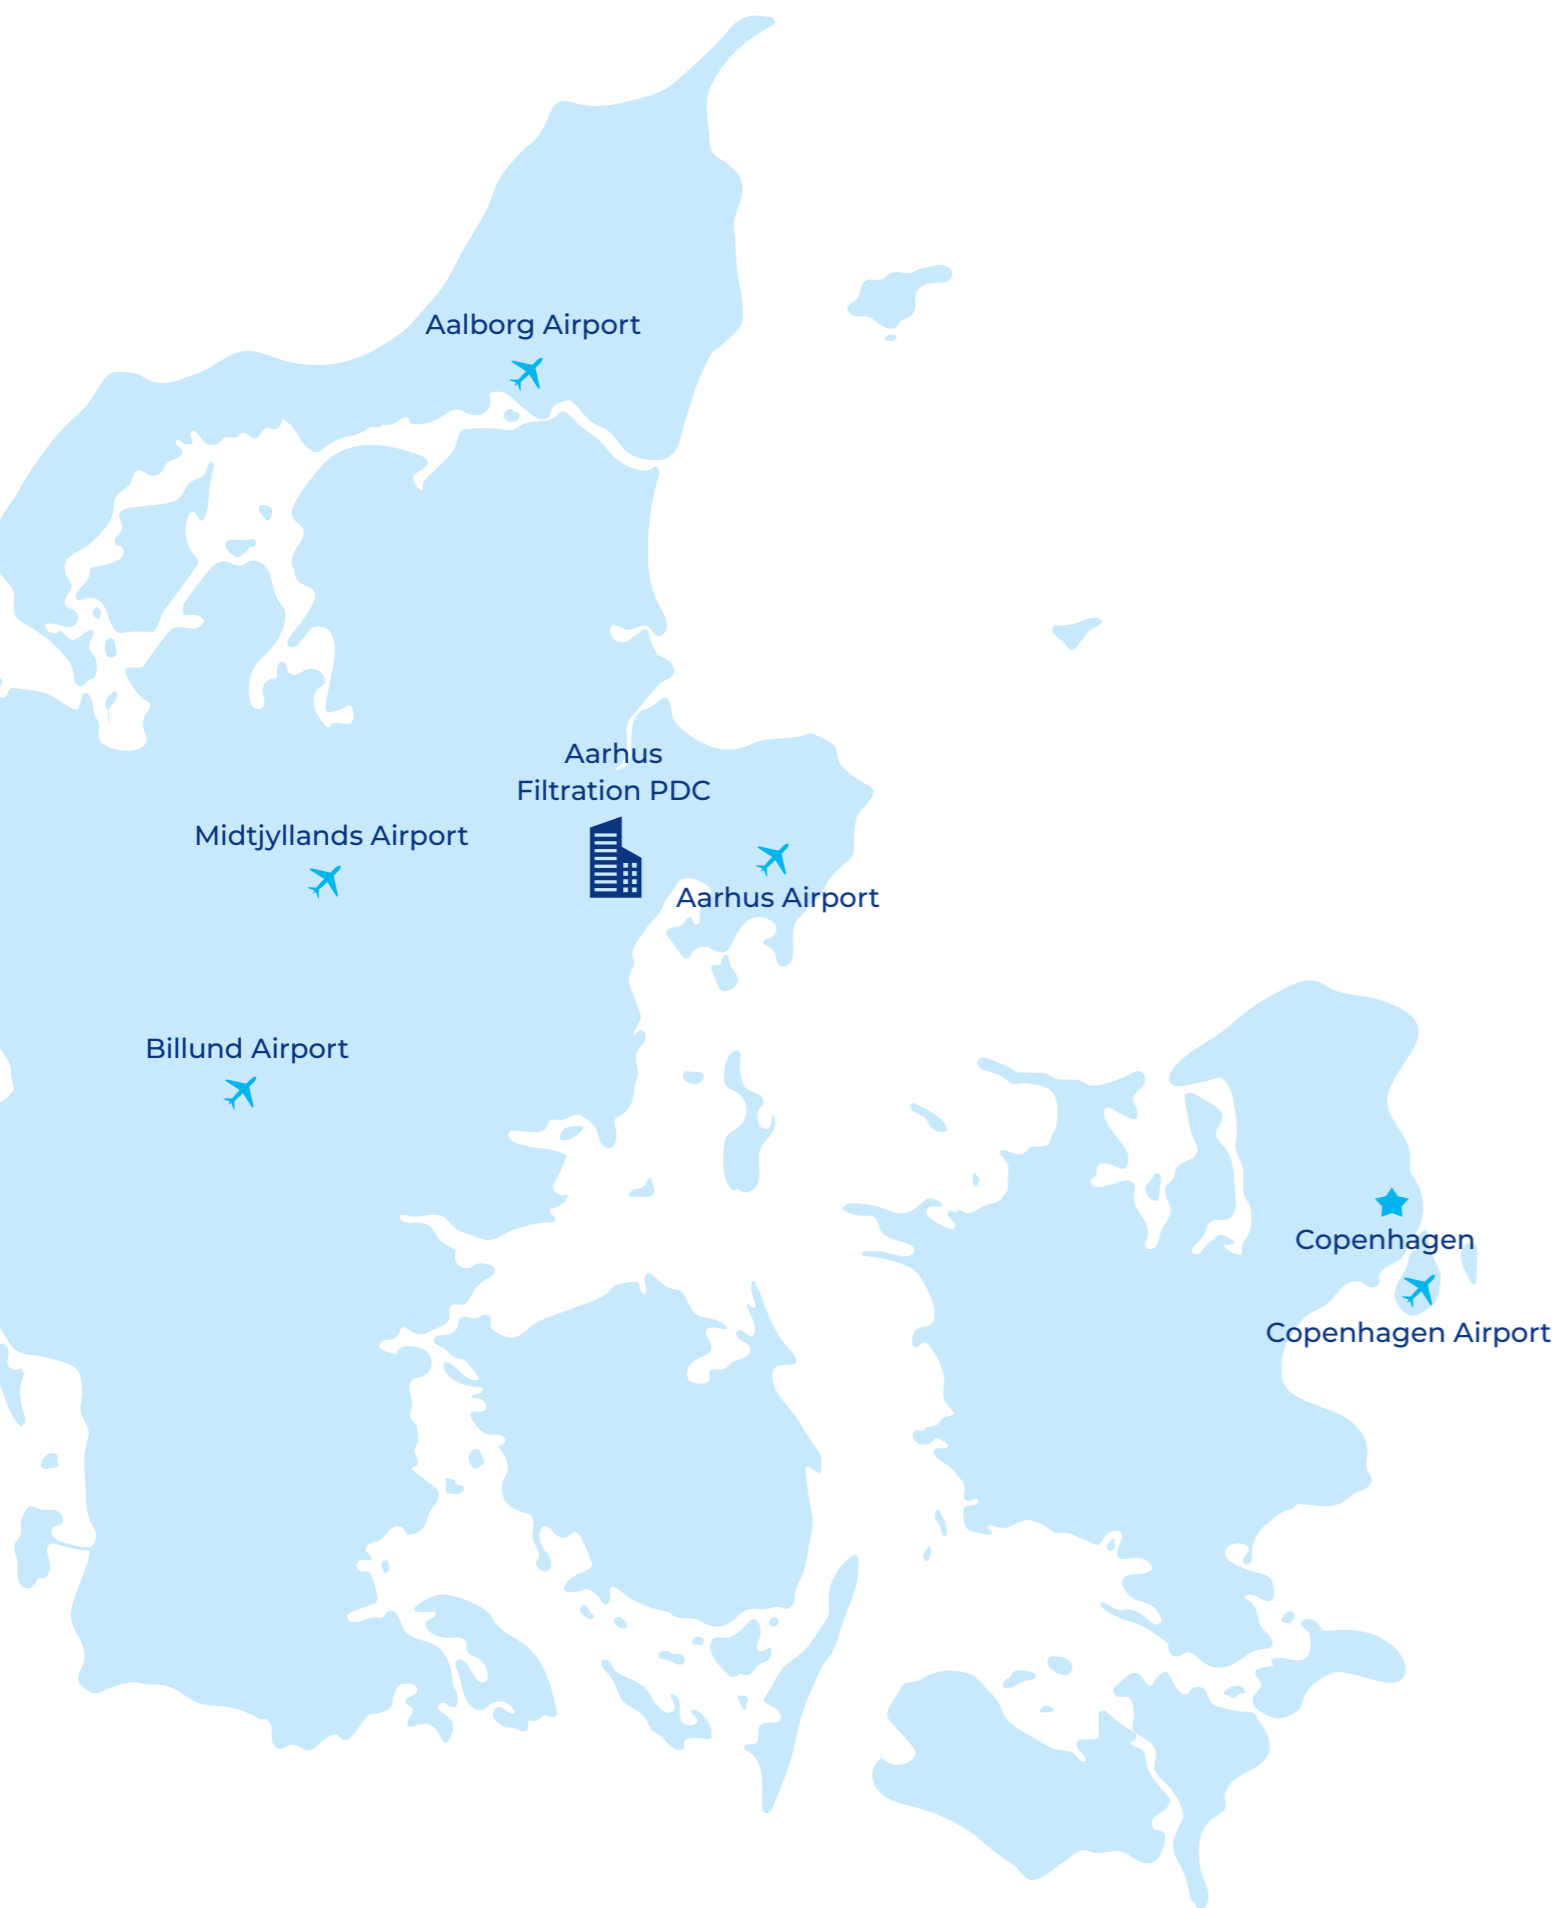 Aalborg Airport
Aarhus
Filtration PDC
Midtjyllands Airport
Aarhus Airport
Billund Airport
Copenhagen
Copenhagen Airport